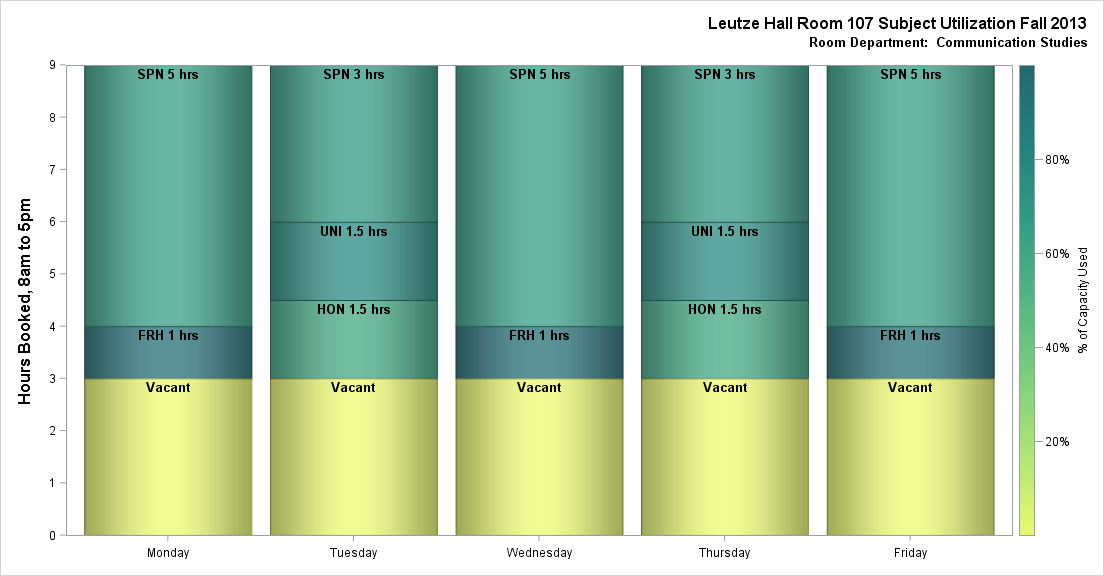 Leutze Hall Room 107 Subject Utilization Fall 2013
Room Department: Communication Studies
Hours Booked, 8am to 5pm
9
8
7
6
5
4
3
2
1
0
SPN 5 hrs
FRH 1 hrs
Vacant
Monday
SPN 3 hrs
UNI 1.5 hrs
HON 1.5 hrs
Vacant
Tuesday
SPN 5 hrs
FRH 1 hrs
Vacant
Wednesday
SPN 3 hrs
UNI 1.5 hrs
HON 1.5 hrs
Vacant
Thursday
SPN 5 hrs
FRH 1 hrs
Vacant
Friday
80%
60%
40%
20%
% of Capacity Used